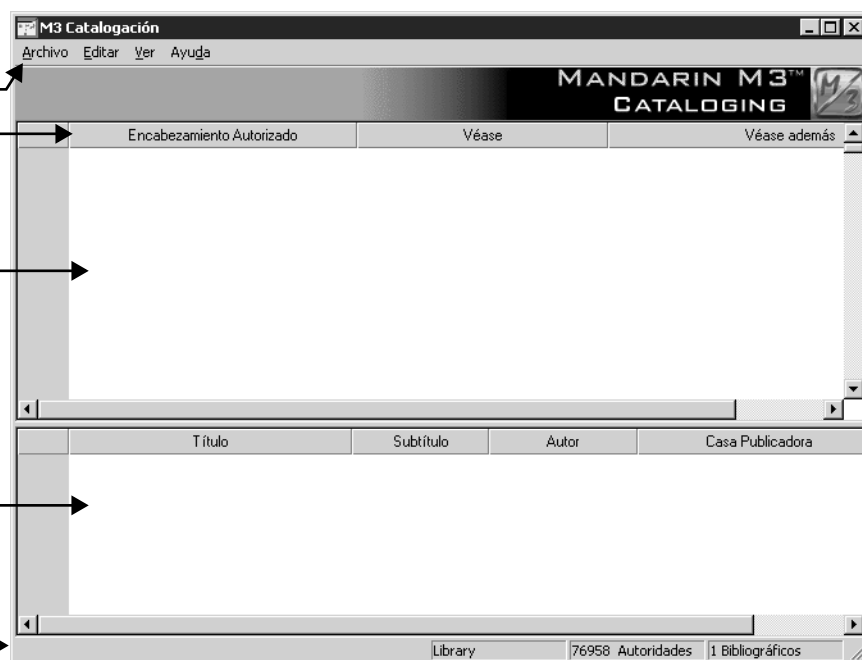 M3 Catalogación
Archivo Editar Ver Ayuda
MANDARIN M3™
CATALOGING
M/3
Encabezamiento Autorizado Véase Véase además
Título Subtítulo Autor Casa Publicadora
Library 76958 Autoridades 1 Bibliográficos